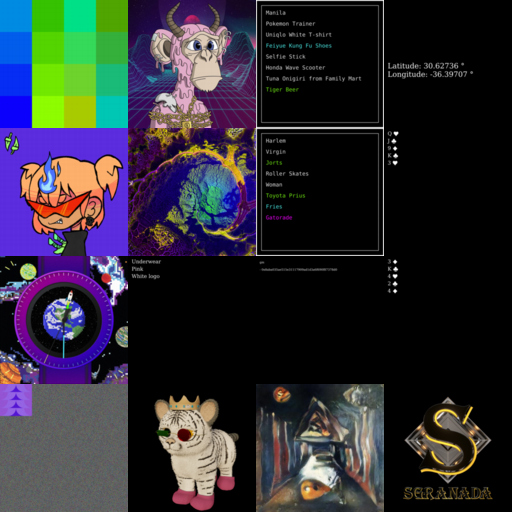 Manila
Pokemon Trainer
Uniqlo White T-shirt
Feiyue Kung Fu Shoes
Selfie Stick
Honda Wave Scooter
Tuna Onigiri from Family Mart
Tiger Beer
Latitude: 30.62736 °
Longitude: -36.39707 °
Harlem
Virgin
Jorts
Roller Skates
Woman
Toyota Prius
Fries
Gatorade
Q ♥
J ♣
9 ♠
K ♣
3 ♥
Underwear
Pink
White logo
3 ♦
K ♣
4 ♥
2 ♣
4 ♦
S
SGRANADA